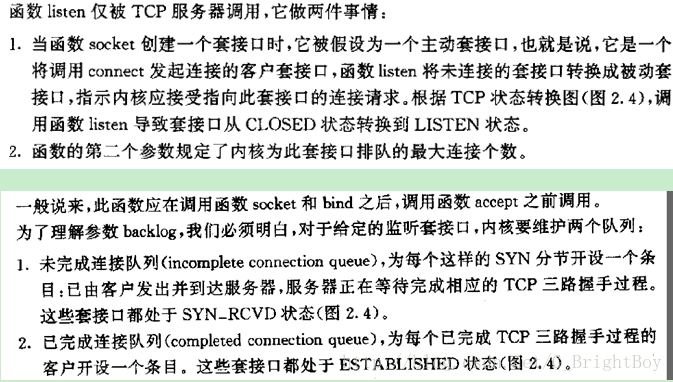 函数 listen 仅被 TCP 服务器调用,它做两件事情:
1. 当函数 socket 创建一个套接口时,它被假设为一个主动套接口,也就是说,它是一个
将调用 connect 发起连接的客户套接口,函数 listen 将未连接的套接口转换成被动套
接口,指示内核应接受指向此套接口的连接请求。根据 TCP 状态转换图(图 2.4),调
用函数 listen 导致套接口从 CLOSED 状态转换到 LISTEN 状态。
2. 函数的第二个参数规定了内核为此套接口排队的最大连接个数。
一般说来,此函数应在调用函数 socket 和 bind 之后,调用函数 accept 之前调用。
为了理解参数 backlog,我们必须明白,对于给定的监听套接口,内核要维护两个队列:
1. 未完成连接队列(incomplete connection queue),为每个这样的 SYN 分节开设一个条
目:已由客户发出并到达服务器,服务器正在等待完成相应的 TCP 三路握手过程。
这些套接口都处于 SYN_RCVD 状态(图 2.4)。
2. 已完成连接队列(completed connection queue),为每个已完成 TCP 三路握手过程的
客户开设一个条目。这些套接口都处于 ESTABLISHED 状态(图 2.4)。
BrightBoy